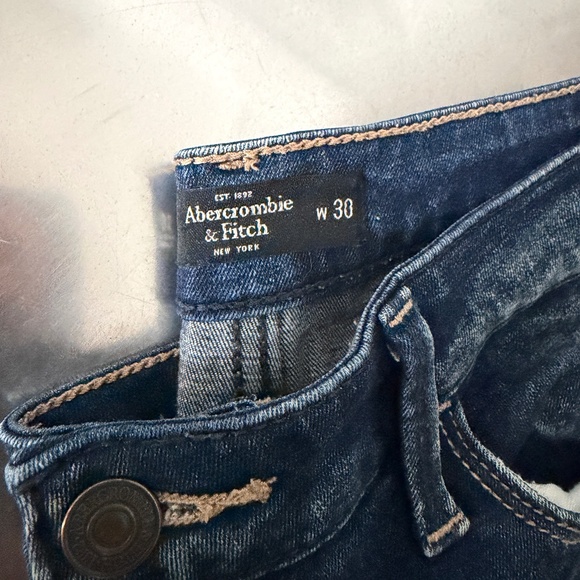 EST. 1892
Abercrombie
& Fitch
NEW YORK
W 30